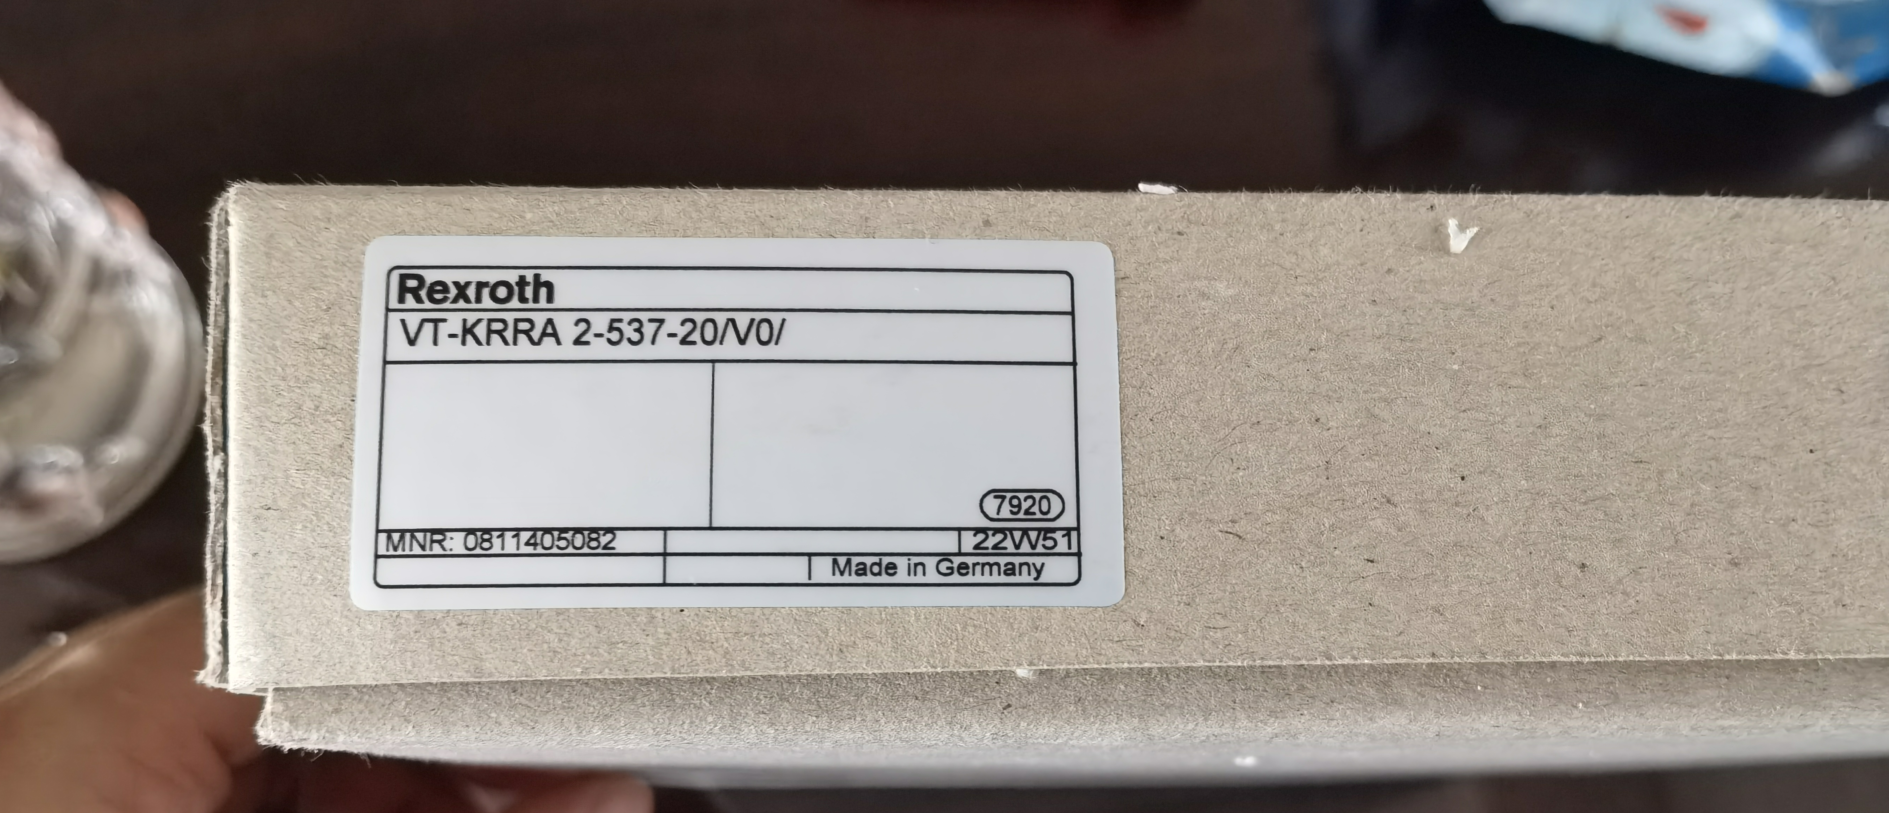 Rexroth
VT-KRRA 2-537-20/V0/
7920
MNR: 0811405082
22W51
Made in Germany